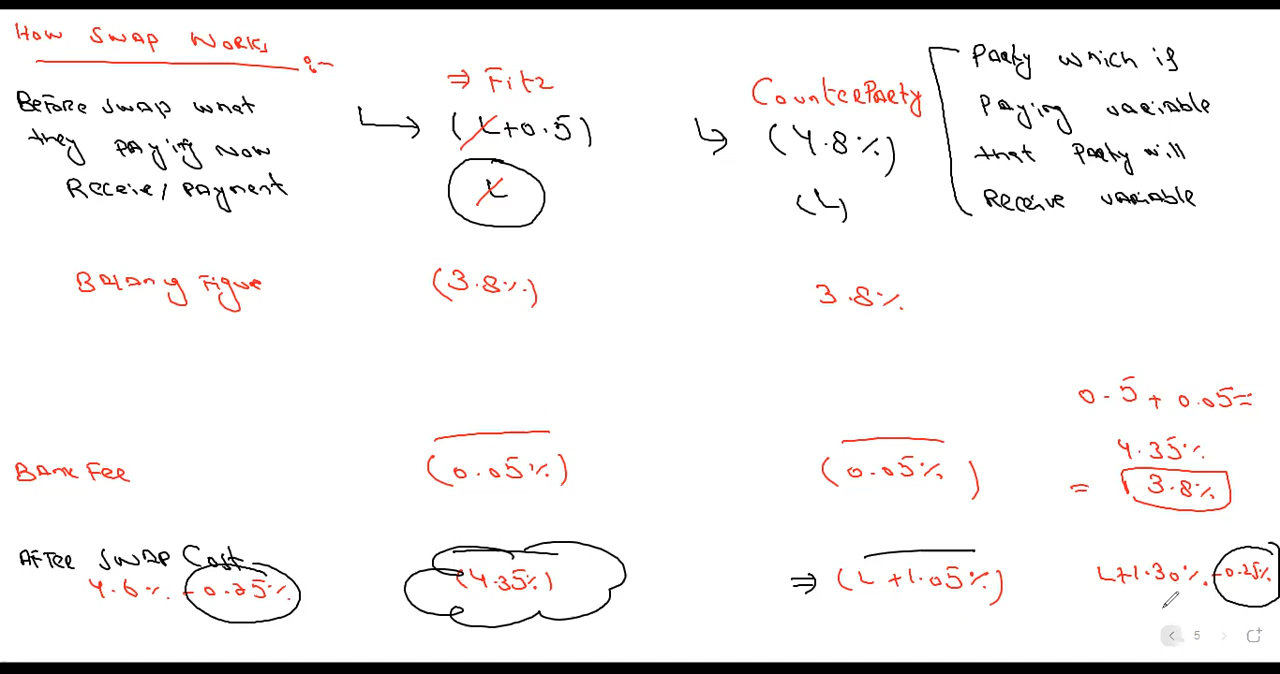 HOW SWAP WORKS :-
BEFORE SWAP WHAT
they PAYING NOW
Receive/PAYMENT
⇒ Fitz
(L+0.5)
L
COUNTERPARTY
(4.8%)
(L)
PARTY which is
PAYING VARIABLE
that PARTY will
Receive VARIABLE
(3.8%)
3.8%
0.5 + 0.05=
4.35%
= 3.8%
BANK FEE
(0.05%)
(0.05%)
AFTER SWAP Cost
4.6% - 0.25%
(4.35%)
⇒ (L+1.05%)
L+1.30% - 0.25%
5